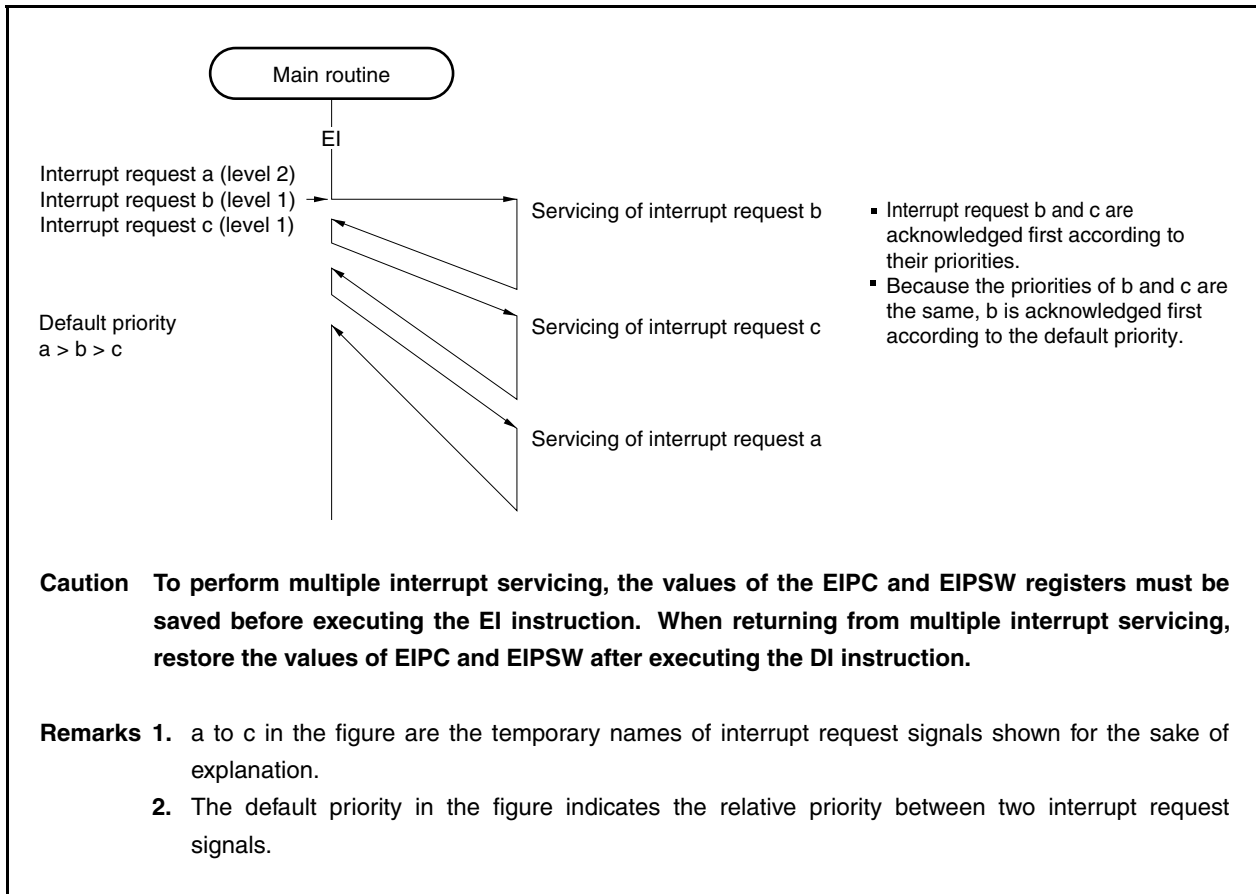 Main routine
EI
Interrupt request a (level 2)
Interrupt request b (level 1)
Interrupt request c (level 1)
Servicing of interrupt request b
▪ Interrupt request b and c are
acknowledged first according to
their priorities.
▪ Because the priorities of b and c are
the same, b is acknowledged first
according to the default priority.
Default priority
a > b > c
Servicing of interrupt request c
Servicing of interrupt request a
Caution To perform multiple interrupt servicing, the values of the EIPC and EIPSW registers must be
saved before executing the EI instruction. When returning from multiple interrupt servicing,
restore the values of EIPC and EIPSW after executing the DI instruction.
Remarks 1. a to c in the figure are the temporary names of interrupt request signals shown for the sake of
explanation.
2. The default priority in the figure indicates the relative priority between two interrupt request
signals.